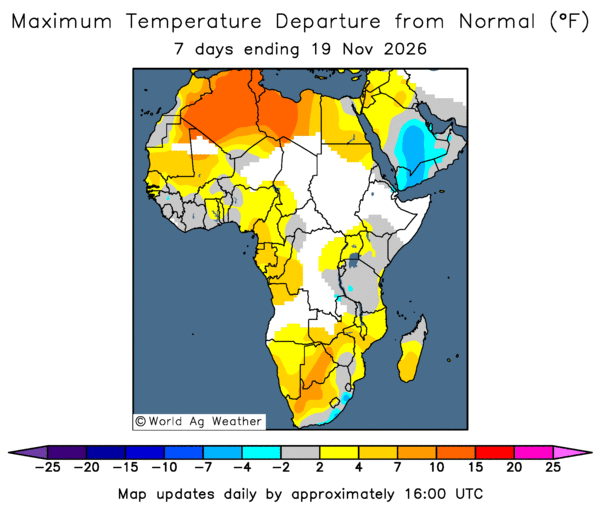 Maximum Temperature Departure from Normal (°F)
7 days ending 19 Nov 2026
© World Ag Weather
-25 -20 -15 -10 -7 -4 -2 2 4 7 10 15 20 25
Map updates daily by approximately 16:00 UTC